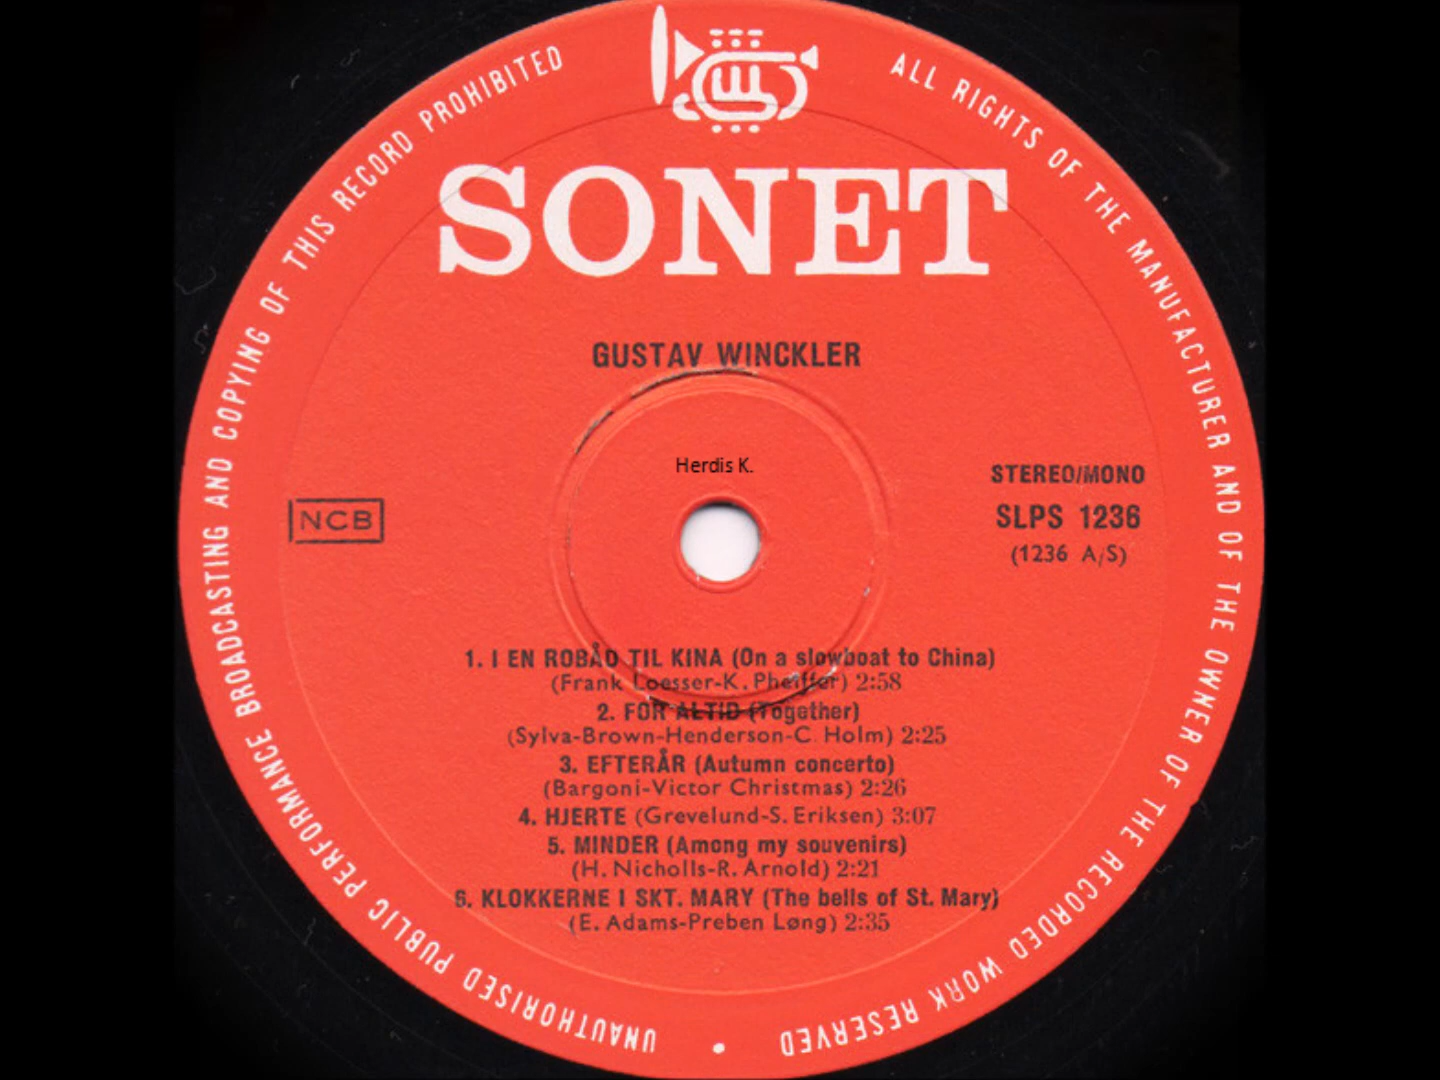 UNAUTHORISED PUBLIC PERFORMANCE BROADCASTING AND COPYING OF THIS RECORD PROHIBITED
ALL RIGHTS OF THE MANUFACTURER AND OF THE OWNER OF THE RECORDED WORK RESERVED
SONET
GUSTAV WINCKLER
Herdis K.
NCB
STEREO/MONO
SLPS 1236
(1236 A/S)
1. I EN ROBÅD TIL KINA (On a slowboat to China)
(Frank Loesser-K. Pheiffer) 2:58
2. FOR ALTID (Together)
(Sylva-Brown-Henderson-C. Holm) 2:25
3. EFTERÅR (Autumn concerto)
(Bargoni-Victor Christmas) 2:26
4. HJERTE (Grevelund-S. Eriksen) 3:07
5. MINDER (Among my souvenirs)
(H. Nicholls-R. Arnold) 2:21
6. KLOKKERNE I SKT. MARY (The bells of St. Mary)
(E. Adams-Preben Løng) 2:35